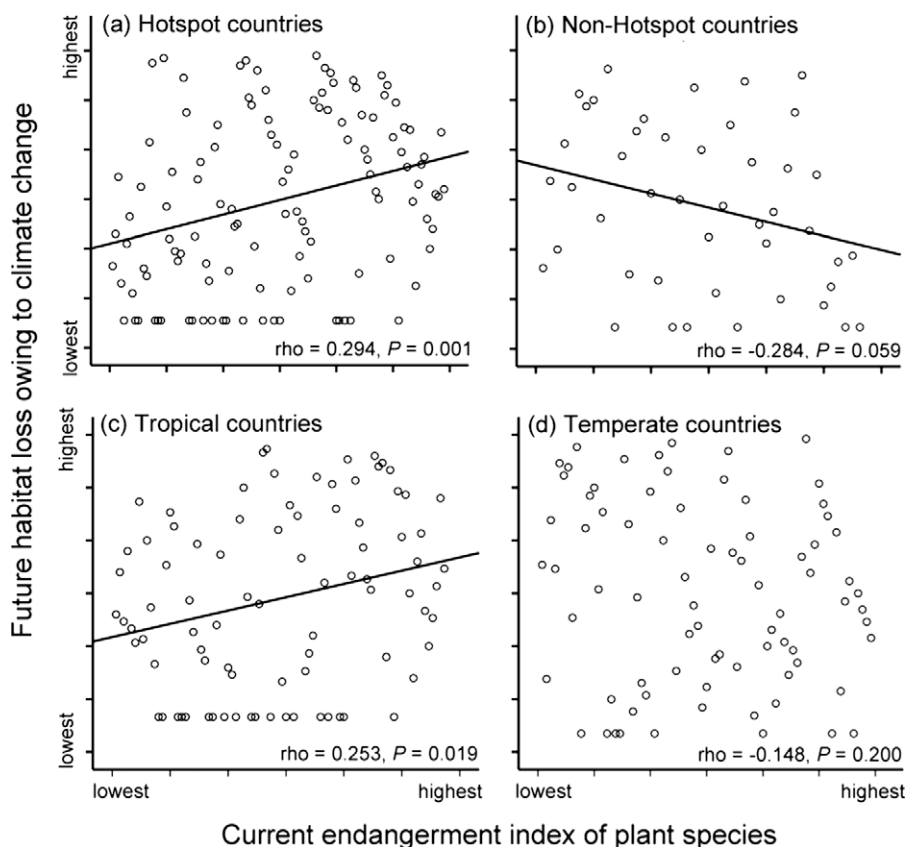 (a) Hotspot countries
(b) Non-Hotspot countries
highest
lowest
rho = 0.294, P = 0.001
rho = -0.284, P = 0.059
Future habitat loss owing to climate change
(c) Tropical countries
(d) Temperate countries
highest
lowest
rho = 0.253, P = 0.019
rho = -0.148, P = 0.200
lowest
highest
lowest
highest
Current endangerment index of plant species